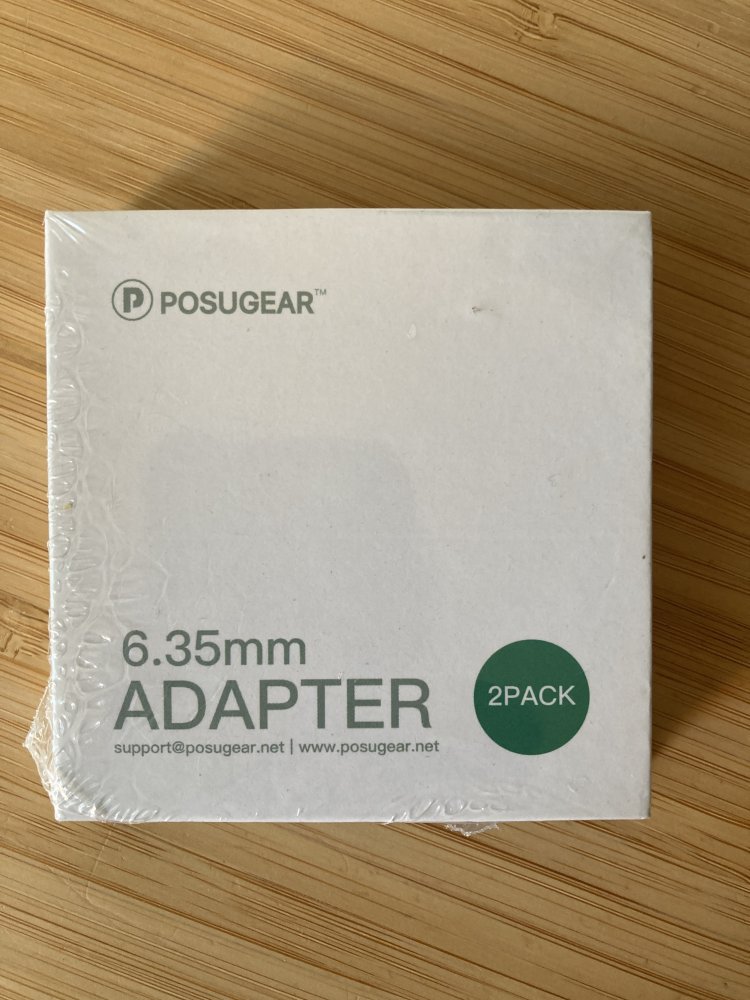 P POSUGEAR™
6.35mm
ADAPTER
support@posugear.net | www.posugear.net
2PACK